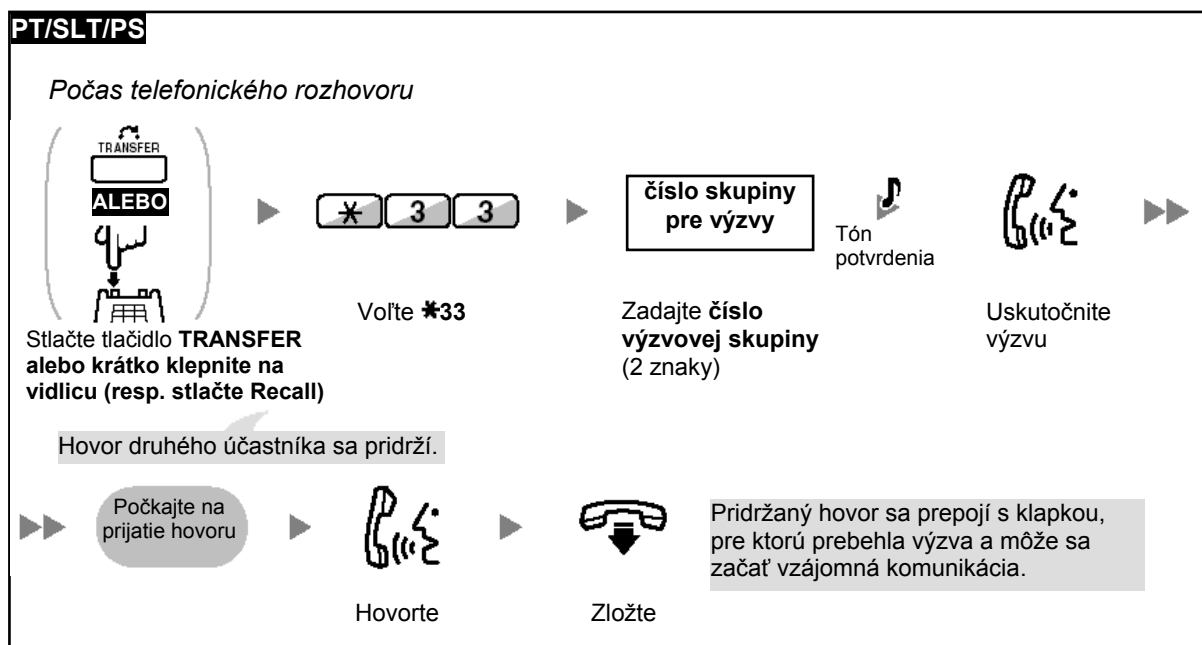 PT/SLT/PS
Počas telefonického rozhovoru
TRANSFER
ALEBO
Stlačte tlačidlo TRANSFER
alebo krátko klepnite na
vidlicu (resp. stlačte Recall)
* 3 3
Voľte *33
číslo skupiny
pre výzvy
Zadajte číslo
výzvovej skupiny
(2 znaky)
Tón
potvrdenia
Uskutočnite
výzvu
Hovor druhého účastníka sa pridrží.
Počkajte na
prijatie hovoru
Hovorte
Zložte
Pridržaný hovor sa prepojí s klapkou,
pre ktorú prebehla výzva a môže sa
začať vzájomná komunikácia.